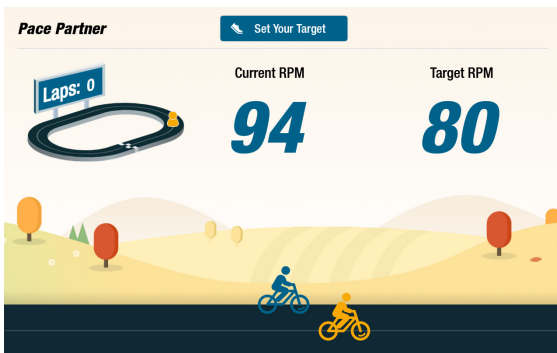 Pace Partner
Set Your Target
Laps: 0
Current RPM
Target RPM
94
80